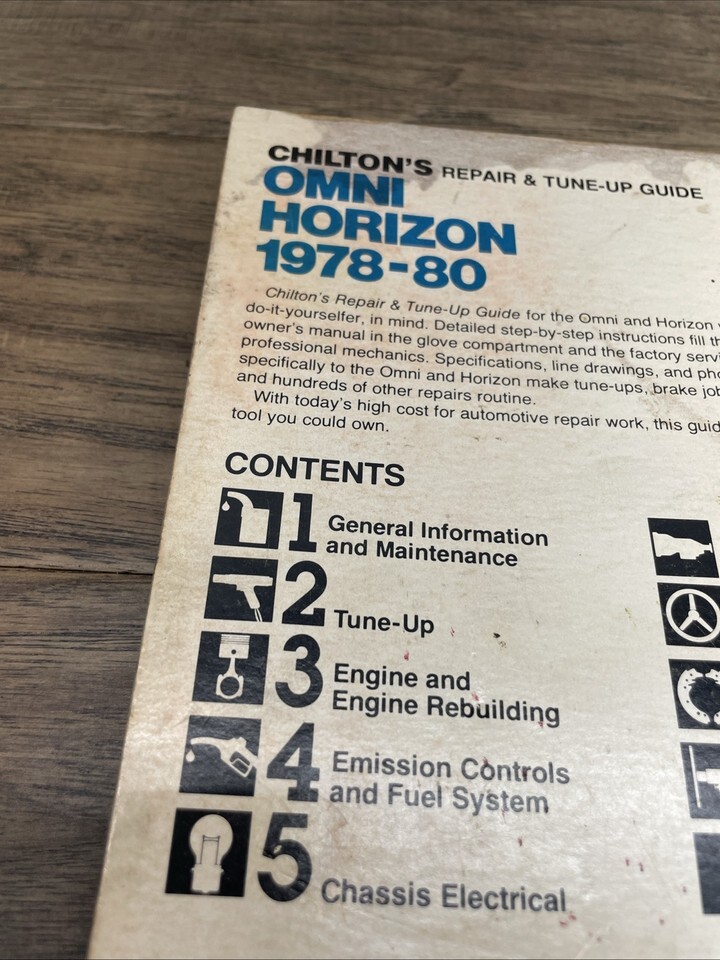 CHILTON'S REPAIR & TUNE-UP GUIDE
OMNI
HORIZON
1978-80
Chilton's Repair & Tune-Up Guide for the Omni and Horizon
do-it-yourselfer, in mind. Detailed step-by-step instructions fill
owner's manual in the glove compartment and the factory
professional mechanics. Specifications, line drawings, and
specifically to the Omni and Horizon make tune-ups, brake
and hundreds of other repairs routine.
With today's high cost for automotive repair work, this
tool you could own.
CONTENTS
1 General Information
and Maintenance
2 Tune-Up
3 Engine and
Engine Rebuilding
4 Emission Controls
and Fuel System
5 Chassis Electrical